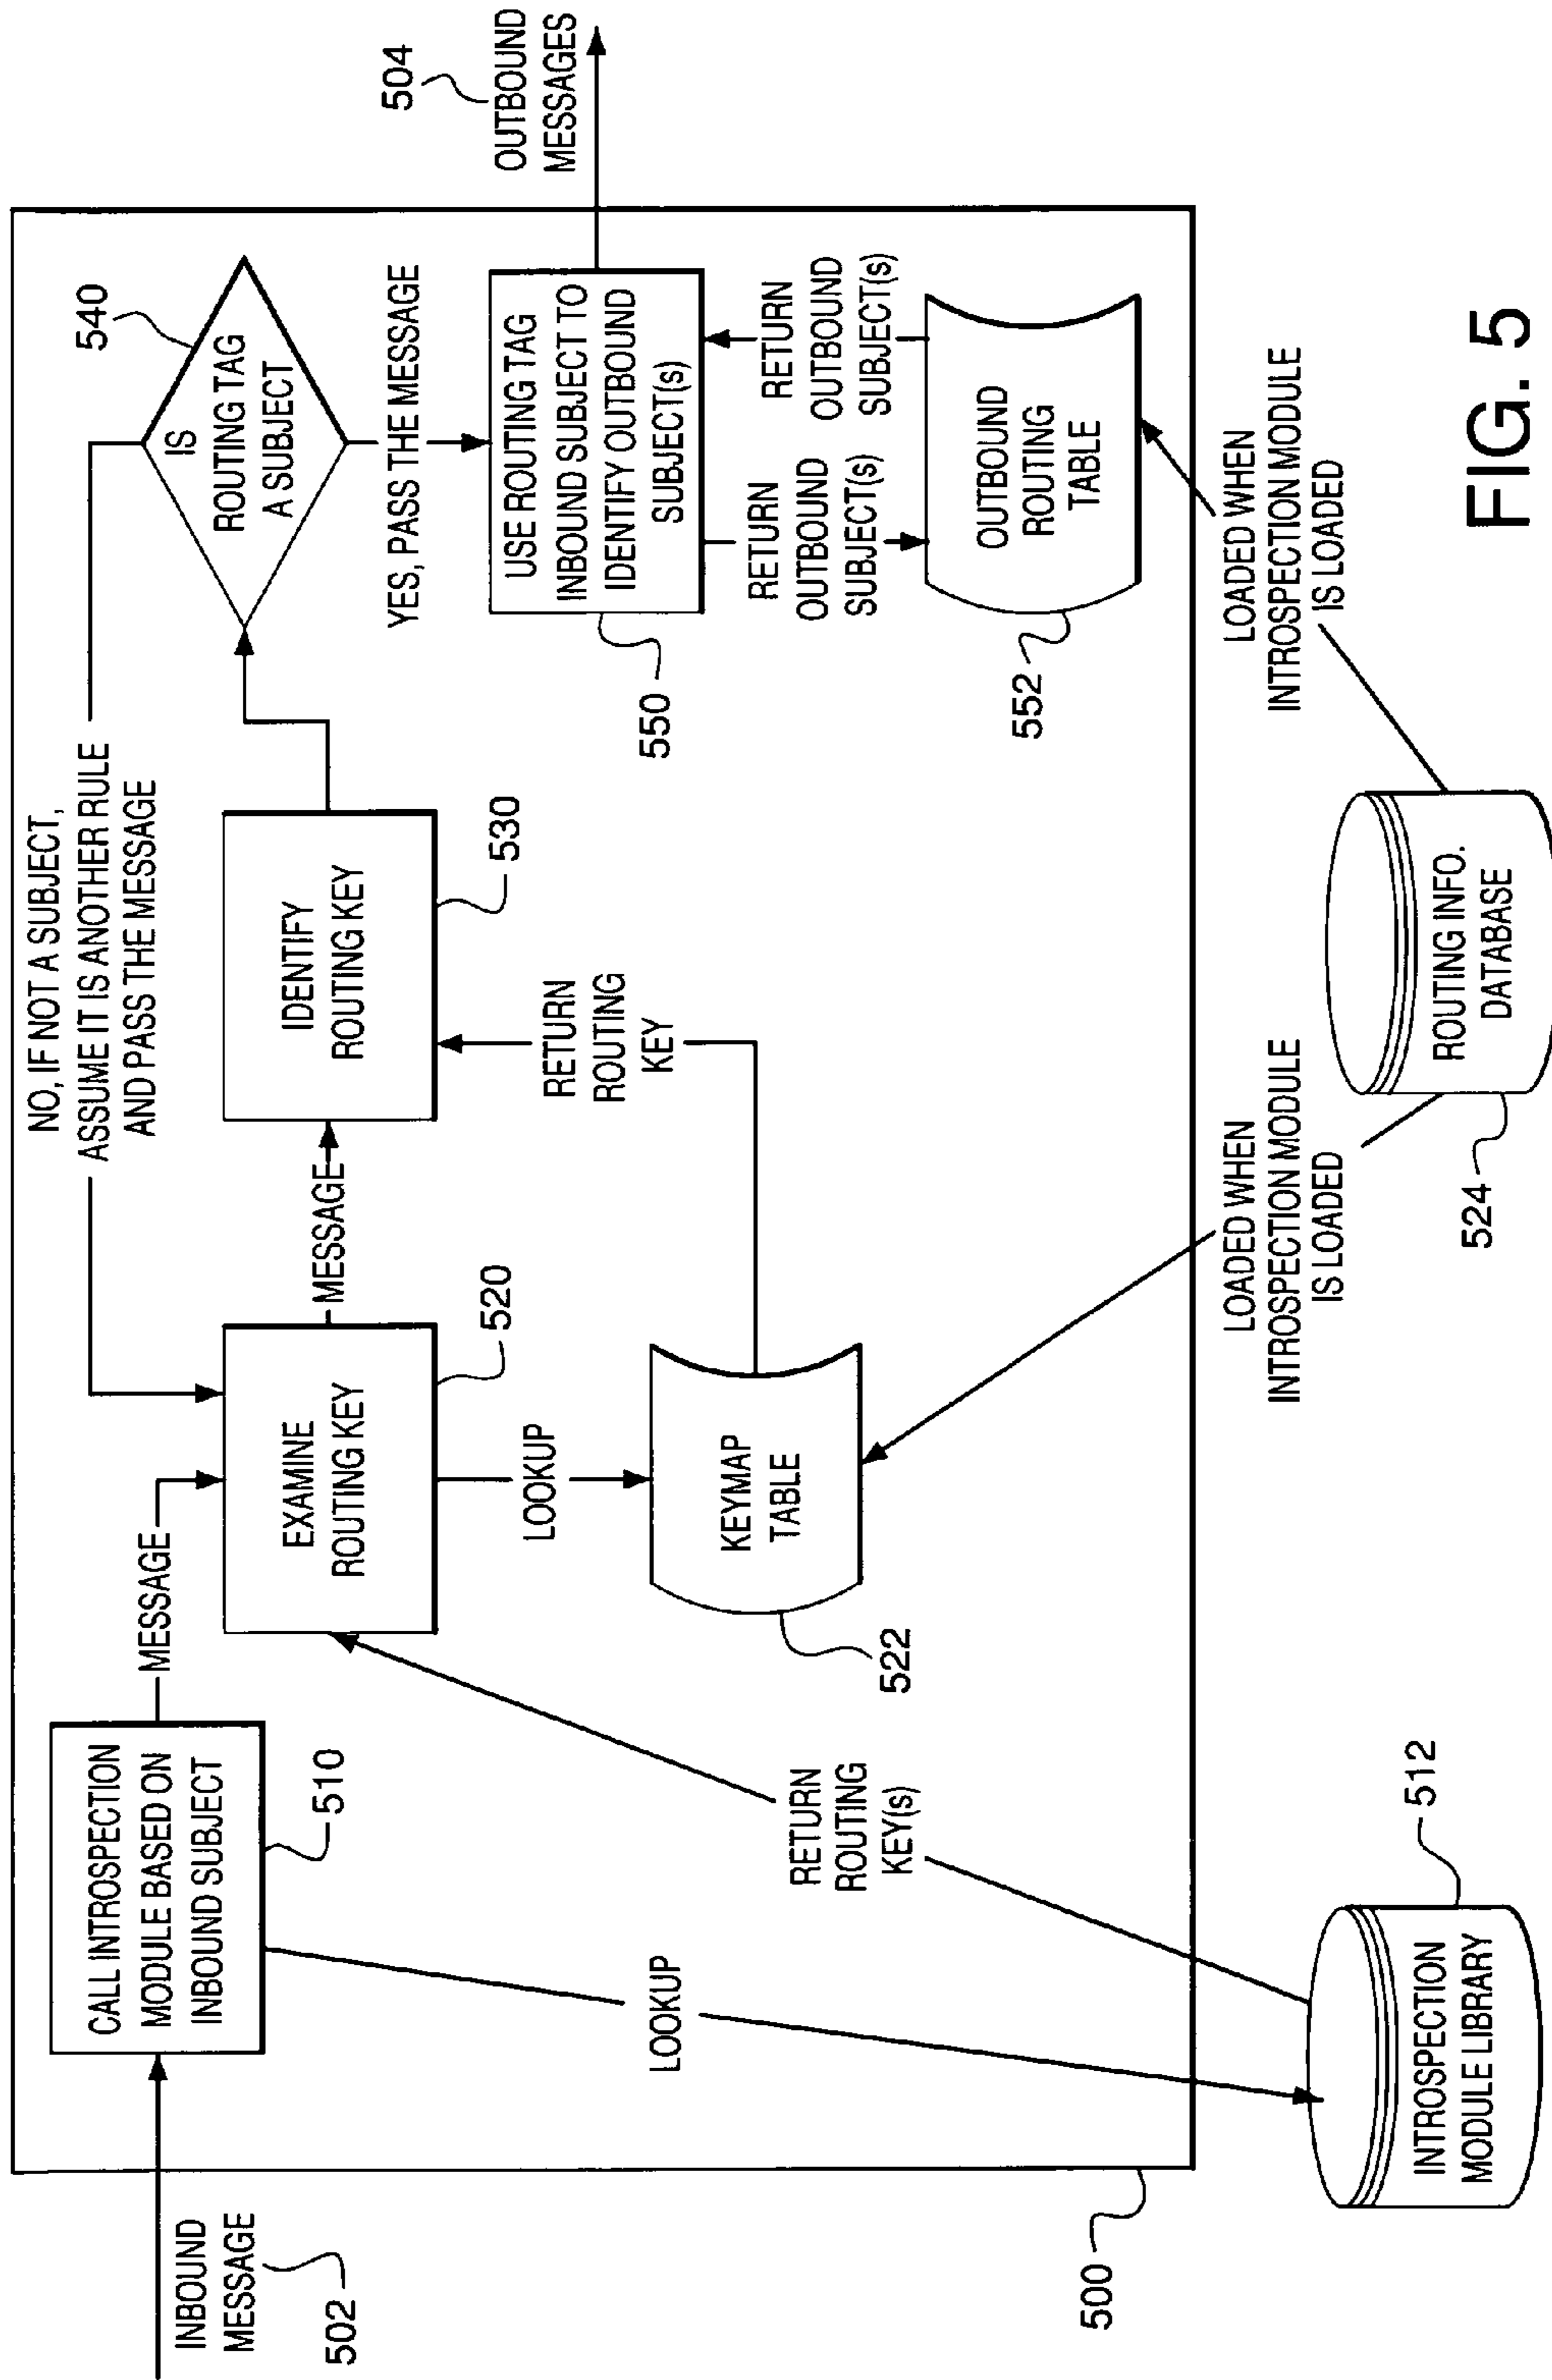 INBOUND
MESSAGE
502
CALL INTROSPECTION
MODULE BASED ON
INBOUND SUBJECT
510
MESSAGE
NO, IF NOT A SUBJECT,
ASSUME IT IS ANOTHER RULE
AND PASS THE MESSAGE
EXAMINE
ROUTING KEY
520
MESSAGE
IDENTIFY
ROUTING KEY
530
IS
ROUTING TAG
A SUBJECT
540
YES, PASS THE MESSAGE
LOOKUP
KEYMAP
TABLE
522
RETURN
ROUTING
KEY
USE ROUTING TAG
INBOUND SUBJECT TO
IDENTIFY OUTBOUND
SUBJECT(s)
550
504
OUTBOUND
MESSAGES
RETURN
OUTBOUND
SUBJECT(s)
RETURN
OUTBOUND
SUBJECT(s)
OUTBOUND
ROUTING
TABLE
552
LOOKUP
RETURN
ROUTING
KEY(s)
500
INTROSPECTION
MODULE LIBRARY
512
LOADED WHEN
INTROSPECTION MODULE
IS LOADED
LOADED WHEN
INTROSPECTION MODULE
IS LOADED
ROUTING INFO.
DATABASE
524
FIG. 5